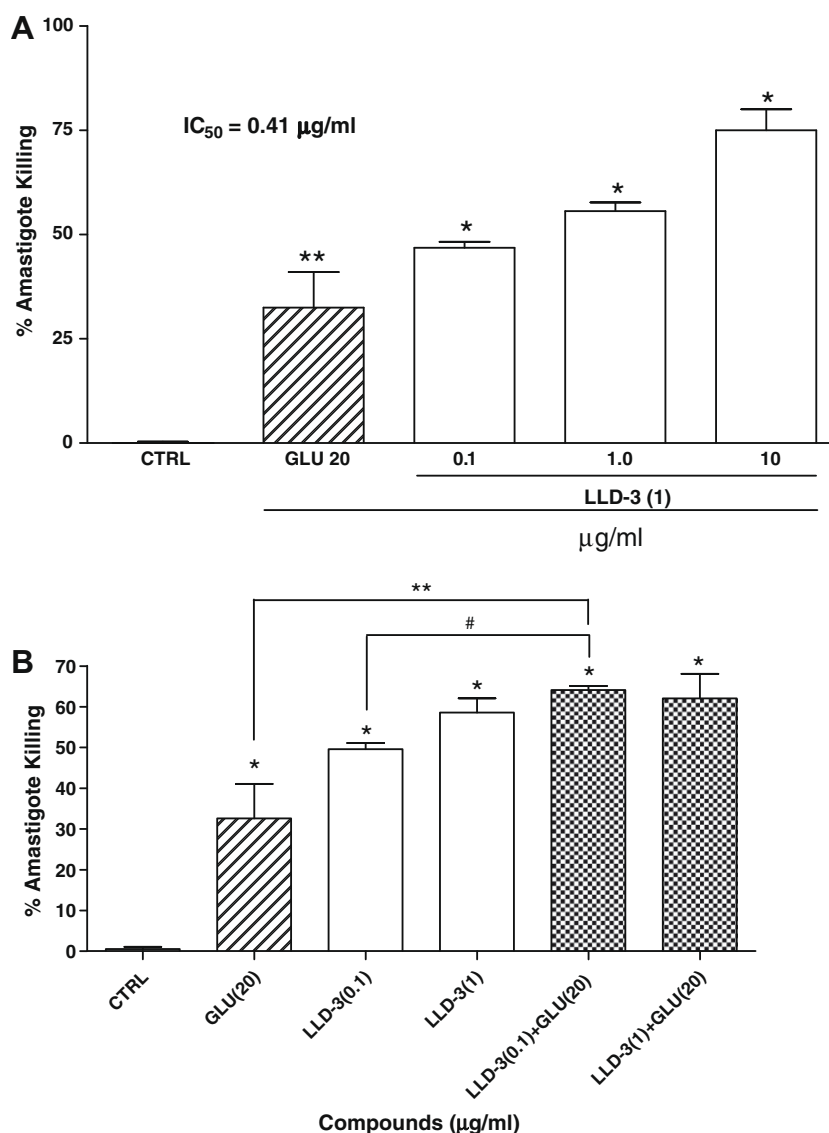 A
100
75
50
25
0
% Amastigote Killing
IC50 = 0.41 µg/ml
**
*
*
*
CTRL
GLU 20
0.1
1.0
10
LLD-3 (1)
µg/ml
B
**
#
70
60
50
40
30
20
10
0
% Amastigote Killing
*
*
*
*
*
CTRL
GLU(20)
LLD-3(0.1)
LLD-3(1)
LLD-3(0.1)+GLU(20)
LLD-3(1)+GLU(20)
Compounds (µg/ml)